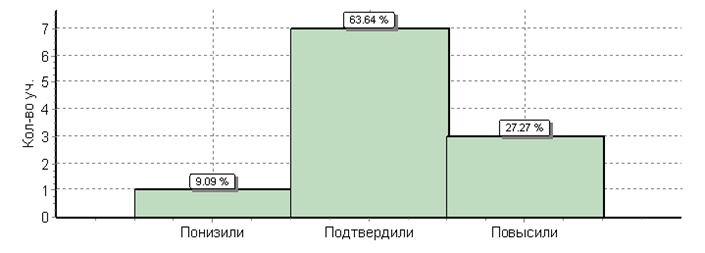 63.64 %
27.27 %
9.09 %
Кол-во уч.
7
6
5
4
3
2
1
0
Понизили
Подтвердили
Повысили